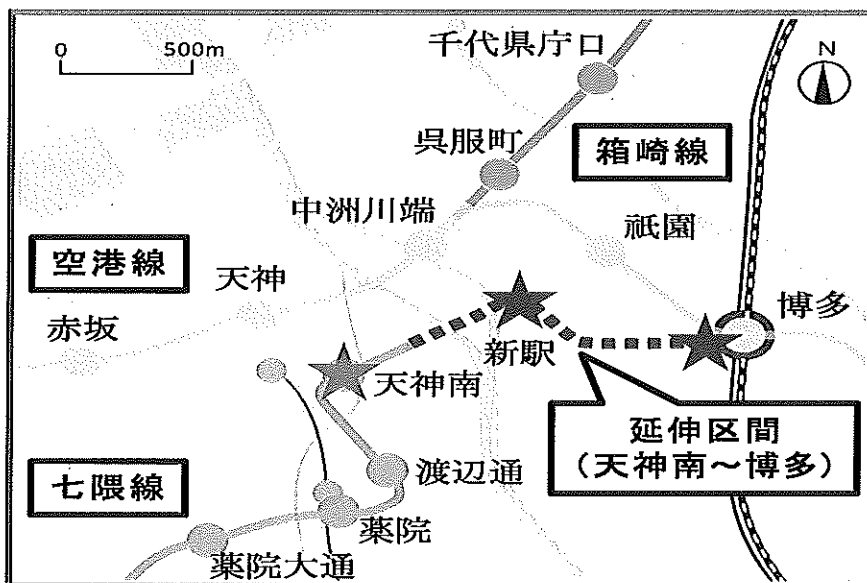 0 500m
N
千代県庁口
呉服町
箱崎線
中洲川端
祇園
空港線
天神
博多
赤坂
新駅
天神南
延伸区間
(天神南~博多)
渡辺通
七隈線
薬院
薬院大通